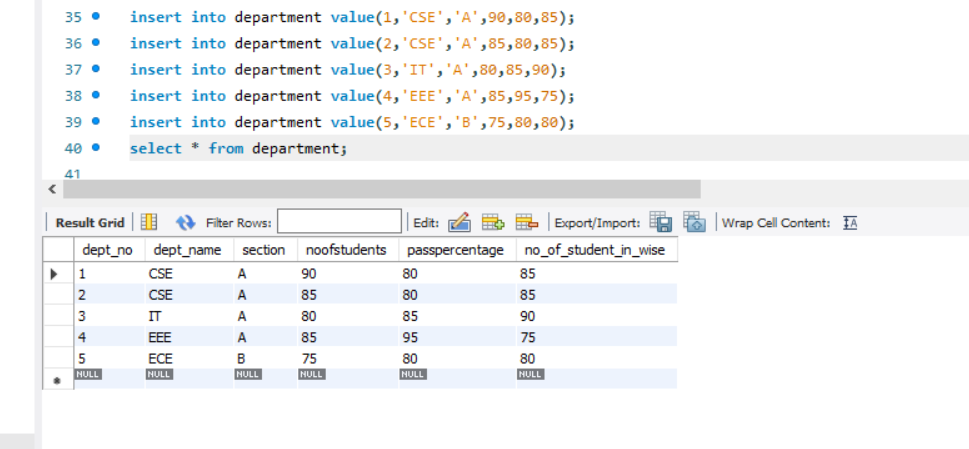 35 insert into department value(1,'CSE','A',90,80,85);
36 insert into department value(2,'CSE','A',85,80,85);
37 insert into department value(3,'IT','A',80,85,90);
38 insert into department value(4,'EEE','A',85,95,75);
39 insert into department value(5,'ECE','B',75,80,80);
40 select * from department;
41
Result Grid Filter Rows: Edit: Export/Import: Wrap Cell Content: IA
dept_no dept_name section noofstudents passpercentage no_of_student_in_wise
1 CSE A 90 80 85
2 CSE A 85 80 85
3 IT A 80 85 90
4 EEE A 85 95 75
5 ECE B 75 80 80
NULL NULL NULL NULL NULL NULL